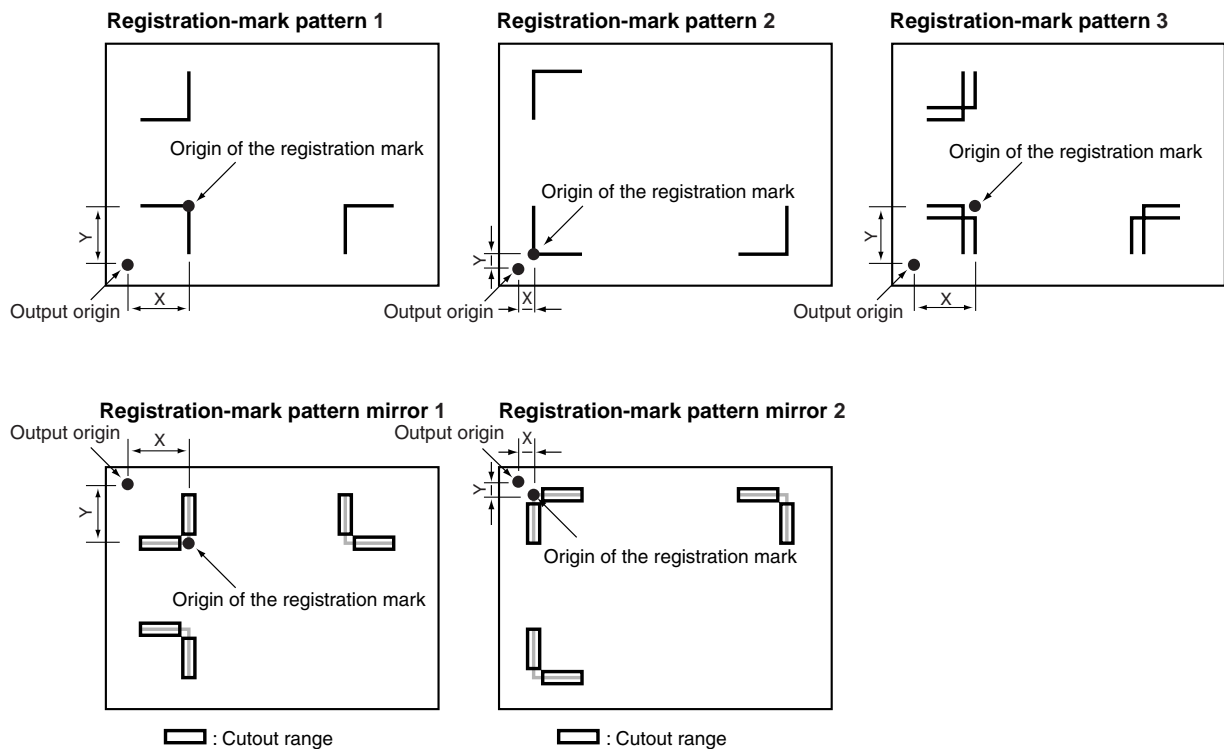 Registration-mark pattern 1
Origin of the registration mark
Y
X
Output origin
Registration-mark pattern 2
Origin of the registration mark
Y
X
Output origin
Registration-mark pattern 3
Origin of the registration mark
Y
X
Output origin
Registration-mark pattern mirror 1
Output origin
X
Y
Origin of the registration mark
: Cutout range
Registration-mark pattern mirror 2
Output origin
X
Y
Origin of the registration mark
: Cutout range